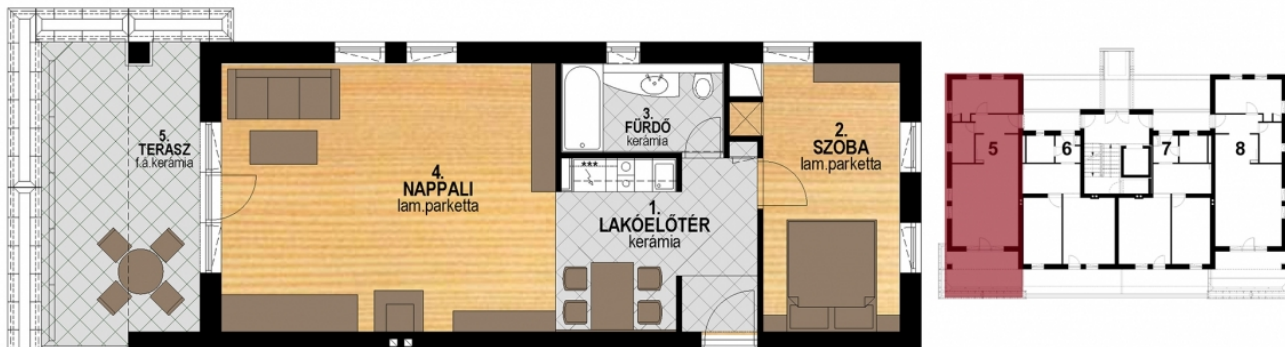 5.
TERASZ
f.á.kerámia
4.
NAPPALI
lam.parketta
3.
FÜRDŐ
kerámia
1.
LAKÓELŐTÉR
kerámia
2.
SZOBA
lam.parketta
***
5
6
7
8